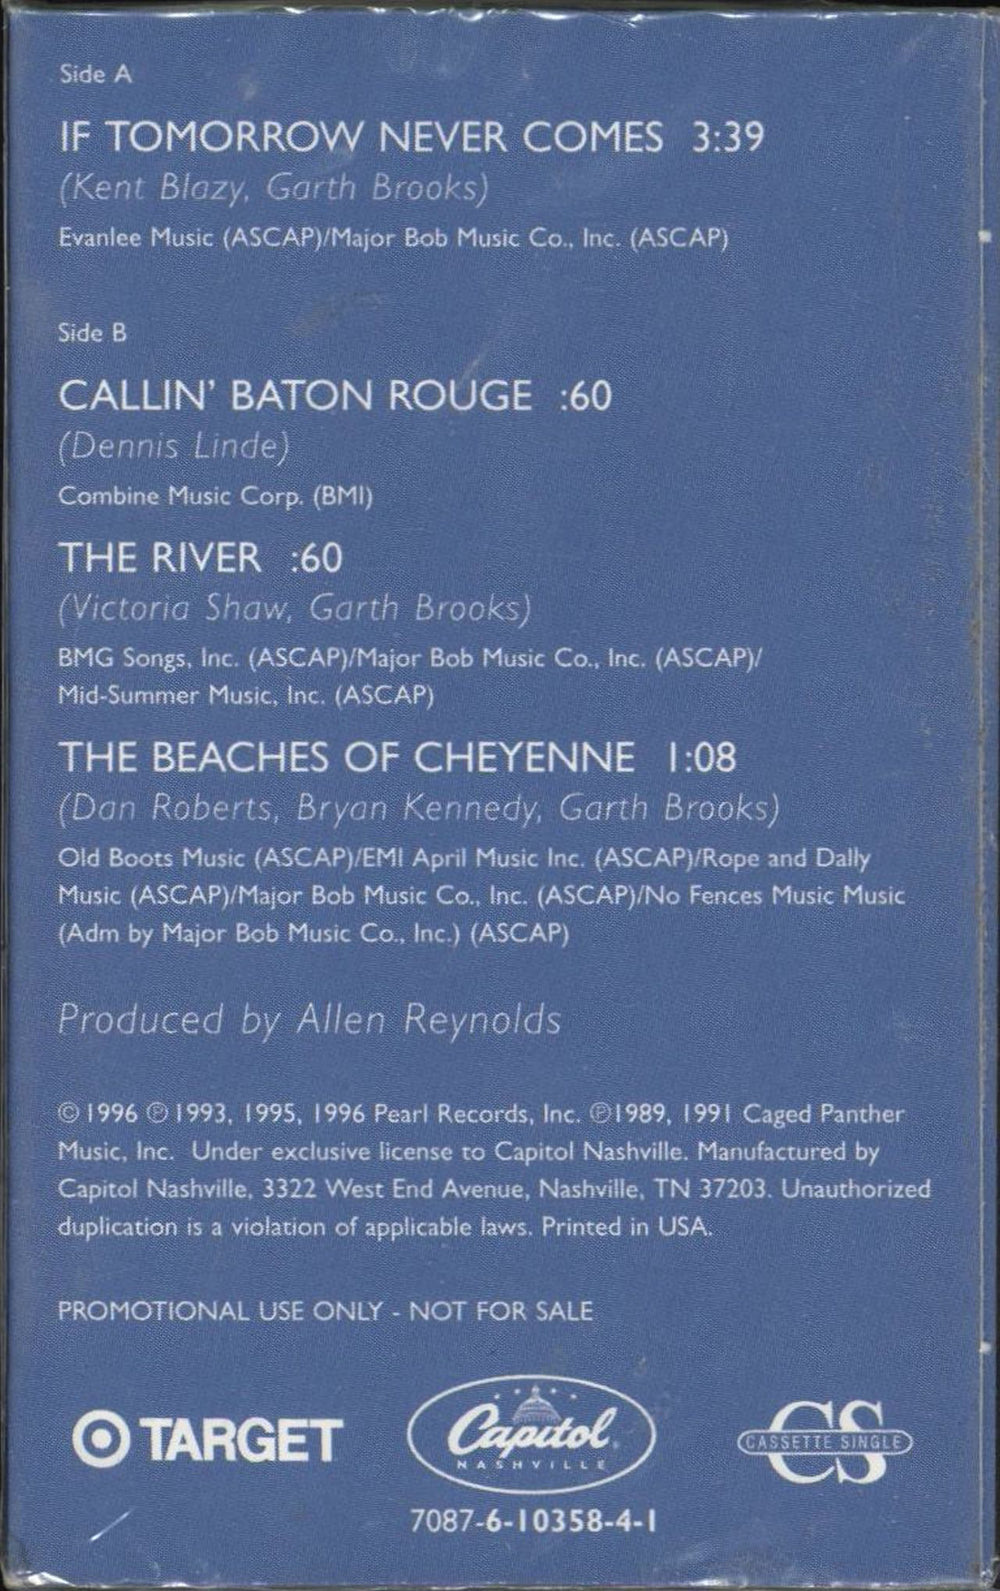 Side A
IF TOMORROW NEVER COMES 3:39
(Kent Blazy, Garth Brooks)
Evanlee Music (ASCAP)/Major Bob Music Co., Inc. (ASCAP)
Side B
CALLIN' BATON ROUGE :60
(Dennis Linde)
Combine Music Corp. (BMI)
THE RIVER :60
(Victoria Shaw, Garth Brooks)
BMG Songs, Inc. (ASCAP)/Major Bob Music Co., Inc. (ASCAP)/
Mid-Summer Music, Inc. (ASCAP)
THE BEACHES OF CHEYENNE 1:08
(Dan Roberts, Bryan Kennedy, Garth Brooks)
Old Boots Music (ASCAP)/EMI April Music Inc. (ASCAP)/Rope and Dally
Music (ASCAP)/Major Bob Music Co., Inc. (ASCAP)/No Fences Music Music
(Adm by Major Bob Music Co., Inc.) (ASCAP)
Produced by Allen Reynolds
© 1996 ℗ 1993, 1995, 1996 Pearl Records, Inc. ℗1989, 1991 Caged Panther
Music, Inc. Under exclusive license to Capitol Nashville. Manufactured by
Capitol Nashville, 3322 West End Avenue, Nashville, TN 37203. Unauthorized
duplication is a violation of applicable laws. Printed in USA.
PROMOTIONAL USE ONLY - NOT FOR SALE
TARGET
Capitol
NASHVILLE
CS
CASSETTE SINGLE
7087-6-10358-4-1